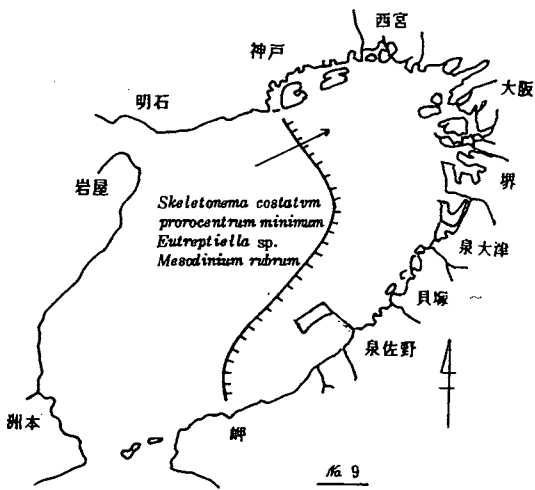 西宮
神戸
大阪
明石
岩屋
堺
Skeletonema costatvm
prorocentrum minimum
Eutreptiella sp.
Mesodinium rubrum
泉大津
貝塚
泉佐野
洲本
岬
№ 9